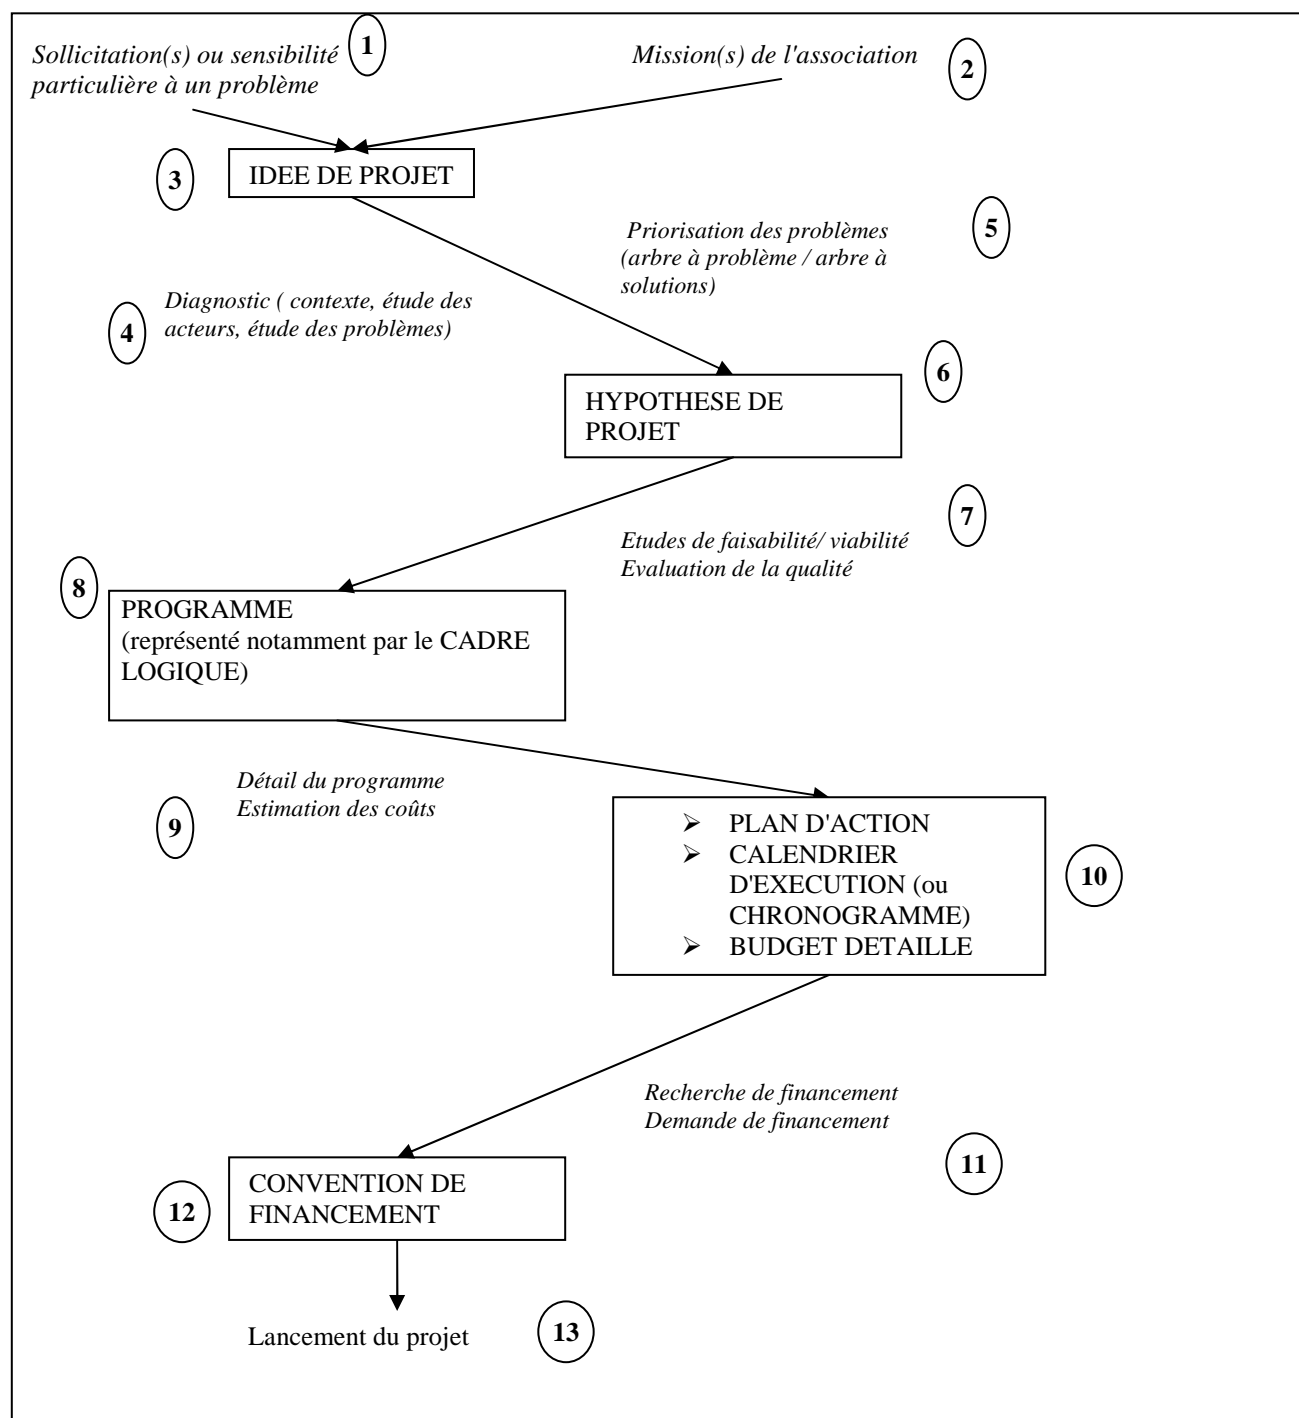 Sollicitation(s) ou sensibilité
particulière à un problème
1
Mission(s) de l'association
2
3
IDEE DE PROJET
Priorisation des problèmes
(arbre à problème / arbre à
solutions)
5
Diagnostic ( contexte, étude des
acteurs, étude des problèmes)
4
6
HYPOTHESE DE
PROJET
7
Etudes de faisabilité/ viabilité
Evaluation de la qualité
8
PROGRAMME
(représenté notamment par le CADRE
LOGIQUE)
Détail du programme
Estimation des coûts
9
➢ PLAN D'ACTION
➢ CALENDRIER
D'EXECUTION (ou
CHRONOGRAMME)
➢ BUDGET DETAILLE
10
Recherche de financement
Demande de financement
11
CONVENTION DE
FINANCEMENT
12
Lancement du projet
13